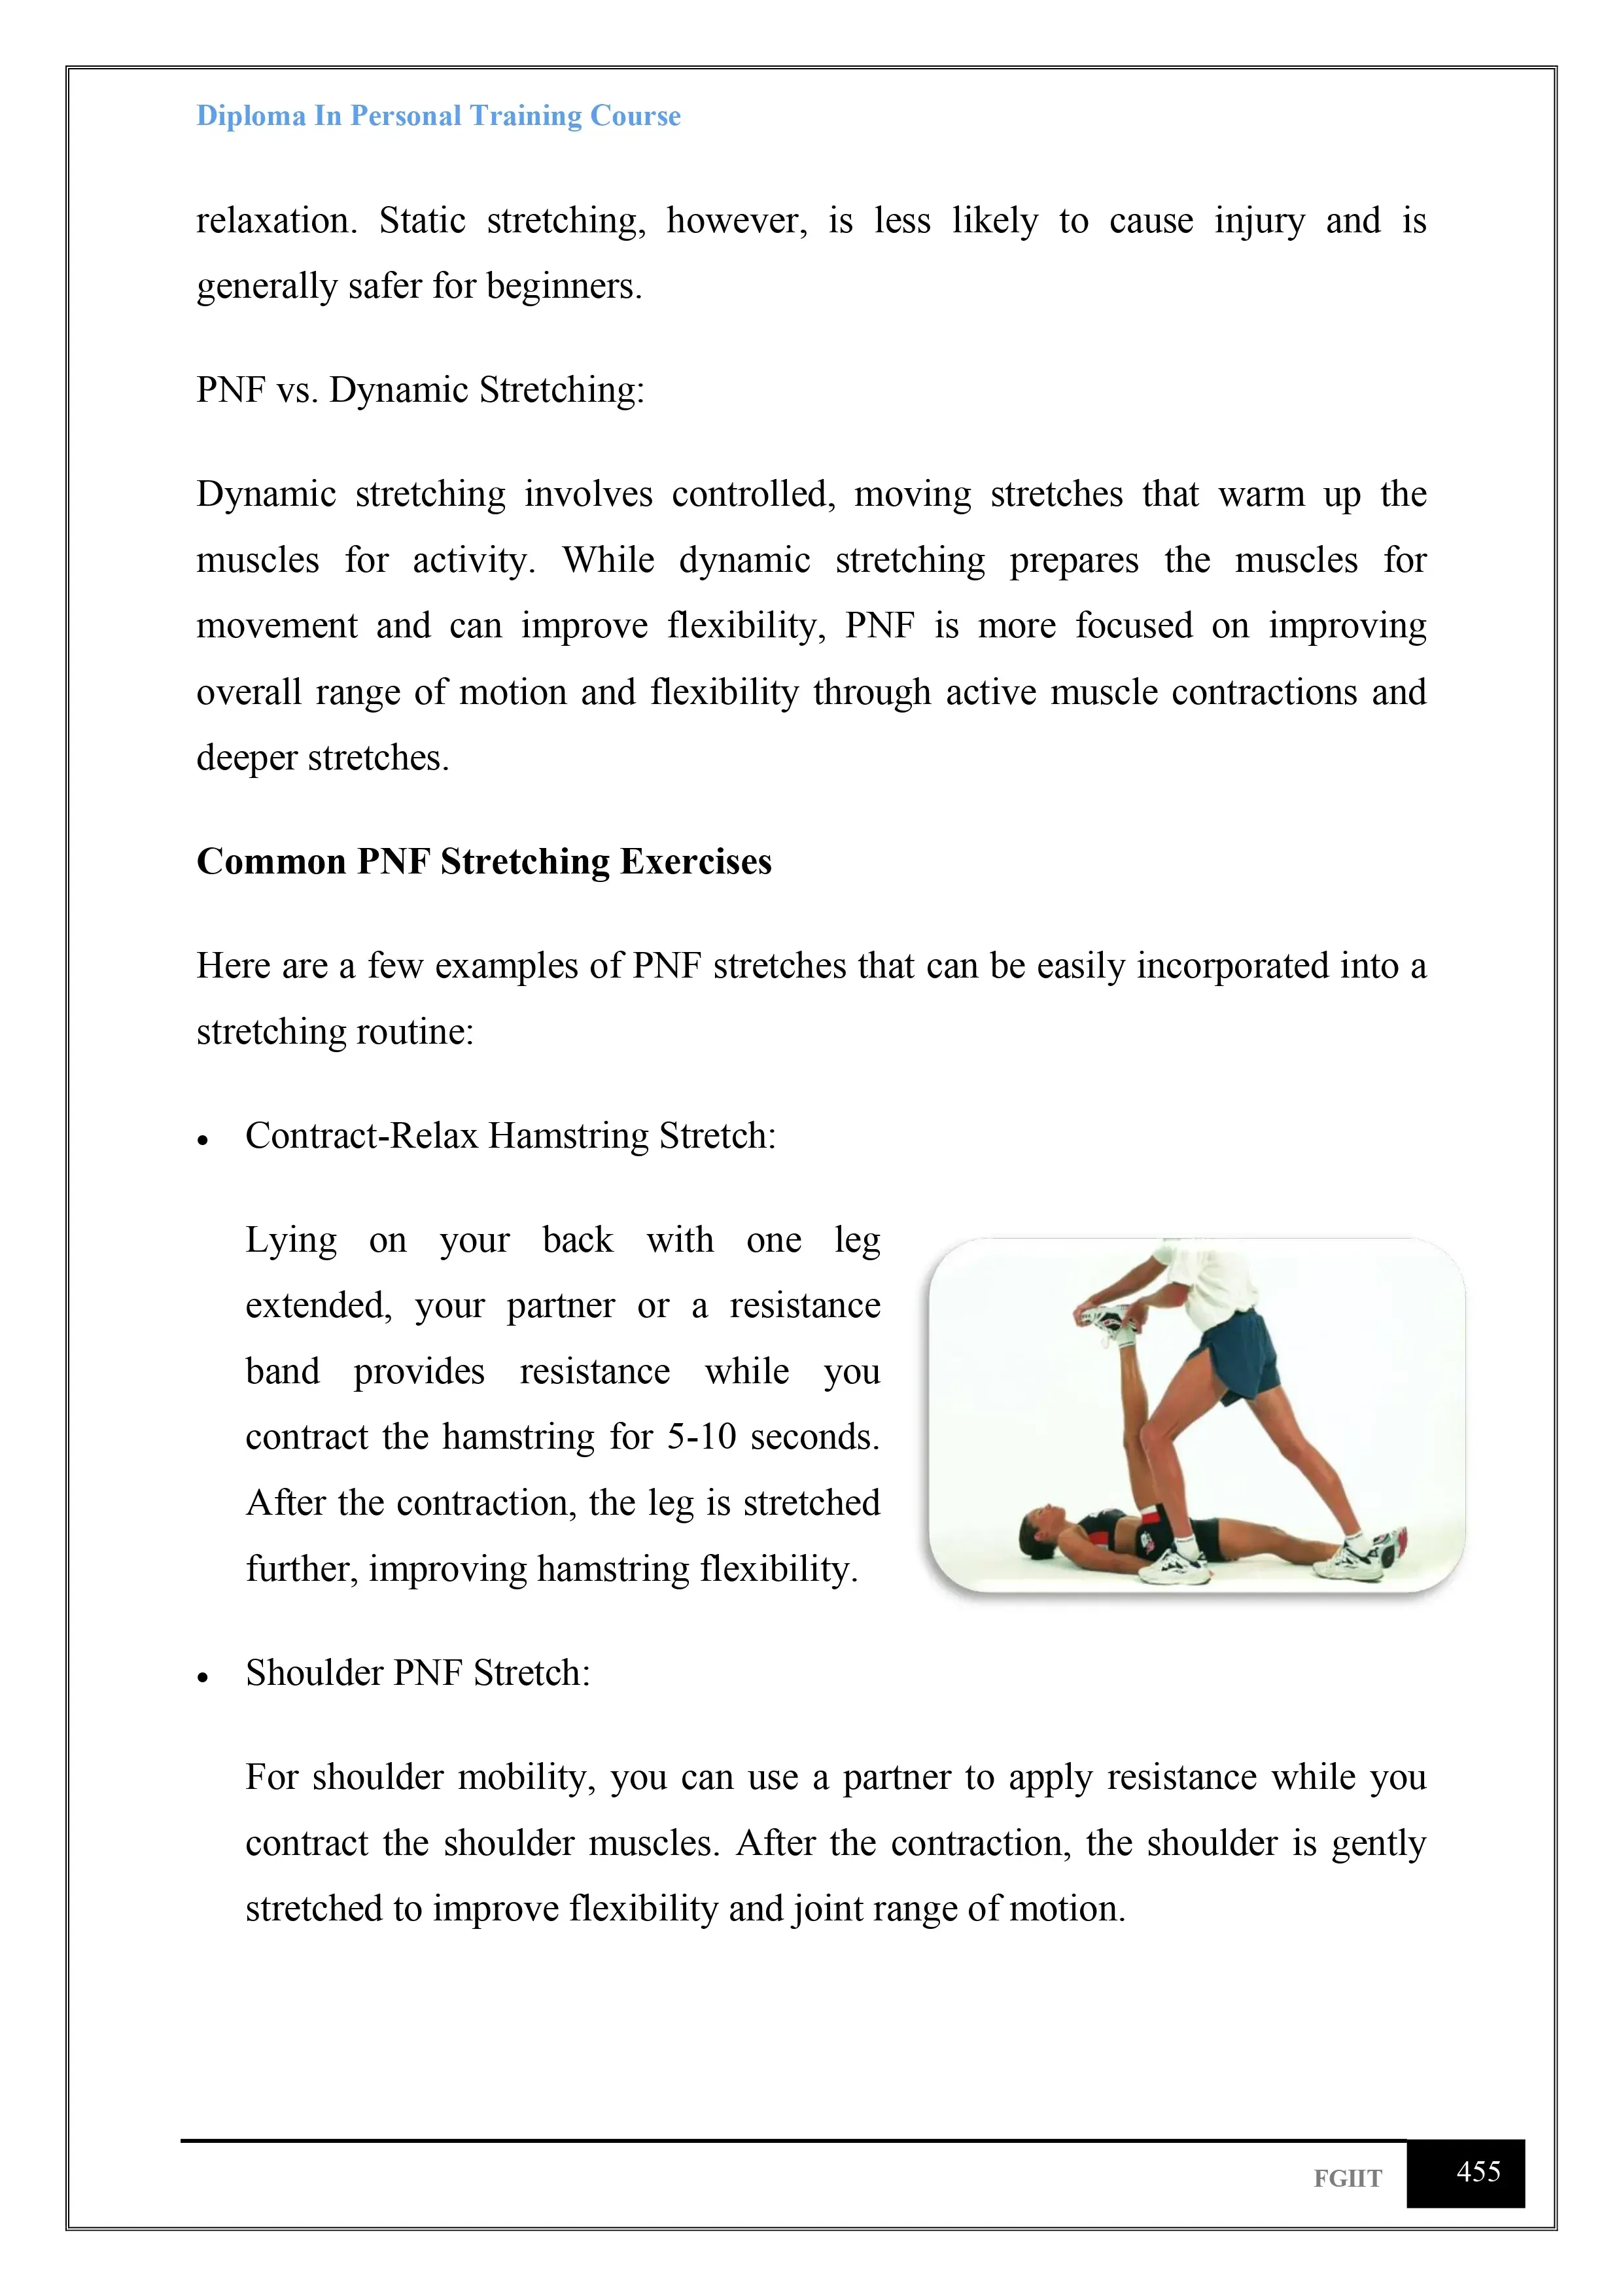 Diploma In Personal Training Course
relaxation. Static stretching, however, is less likely to cause injury and is
generally safer for beginners.
PNF vs. Dynamic Stretching:
Dynamic stretching involves controlled, moving stretches that warm up the
muscles for activity. While dynamic stretching prepares the muscles for
movement and can improve flexibility, PNF is more focused on improving
overall range of motion and flexibility through active muscle contractions and
deeper stretches.
Common PNF Stretching Exercises
Here are a few examples of PNF stretches that can be easily incorporated into a
stretching routine:
• Contract-Relax Hamstring Stretch:
Lying on your back with one leg
extended, your partner or a resistance
band provides resistance while you
contract the hamstring for 5-10 seconds.
After the contraction, the leg is stretched
further, improving hamstring flexibility.
• Shoulder PNF Stretch:
For shoulder mobility, you can use a partner to apply resistance while you
contract the shoulder muscles. After the contraction, the shoulder is gently
stretched to improve flexibility and joint range of motion.
FGIIT 455